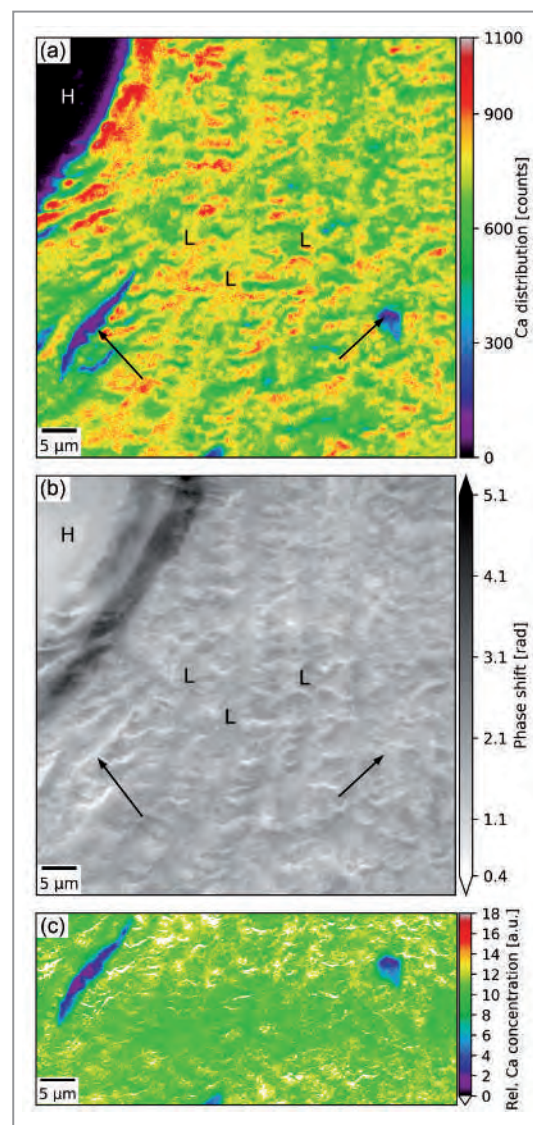 (a)
H
L
L
L
5 µm
1100
900
600
300
0
Ca distribution [counts]
(b)
H
L
L
L
5 µm
5.1
4.1
3.1
2.1
1.1
0.4
Phase shift [rad]
(c)
5 µm
18
16
14
12
10
8
6
4
2
0
Rel. Ca concentration [a.u.]